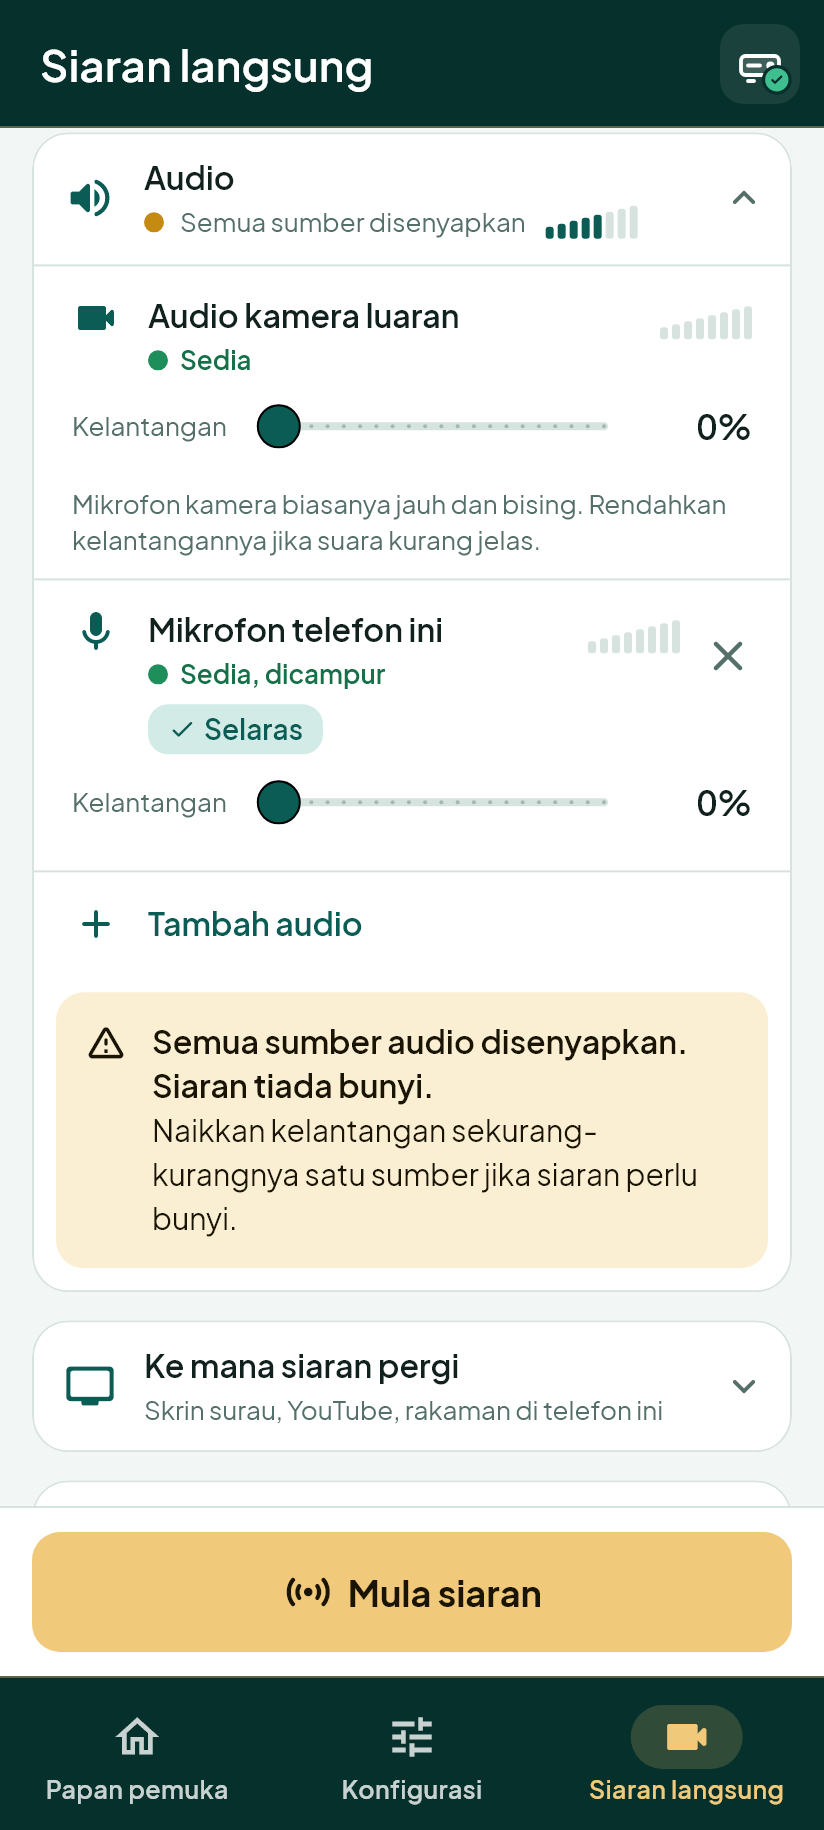 Siaran langsung
Audio
Semua sumber disenyapkan
Audio kamera luaran
Sedia
Kelantangan
0%
Mikrofon kamera biasanya jauh dan bising. Rendahkan
kelantangannya jika suara kurang jelas.
Mikrofon telefon ini
Sedia, dicampur
Selaras
Kelantangan
0%
Tambah audio
Semua sumber audio disenyapkan.
Siaran tiada bunyi.
Naikkan kelantangan sekurang-
kurangnya satu sumber jika siaran perlu
bunyi.
Ke mana siaran pergi
Skrin surau, YouTube, rakaman di telefon ini
Mula siaran
Papan pemuka
Konfigurasi
Siaran langsung